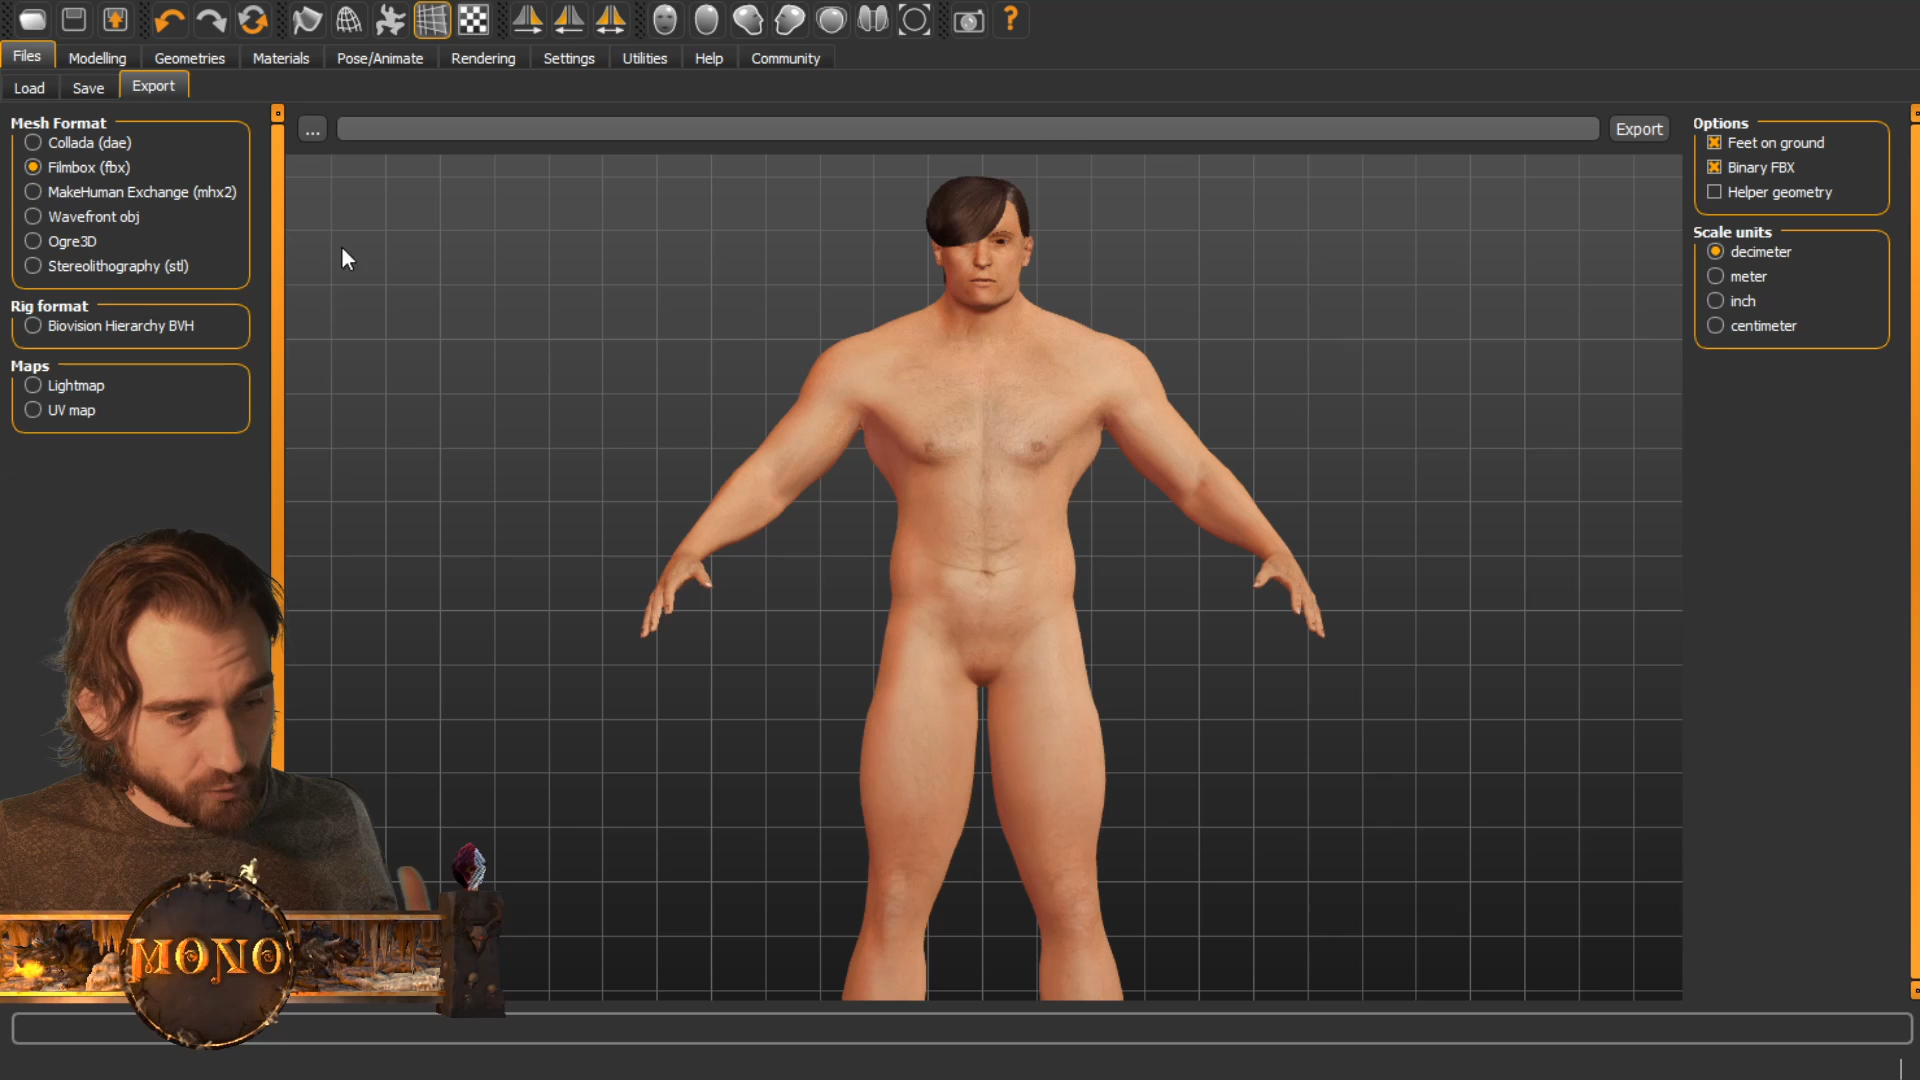 Files
Modelling
Geometries
Materials
Pose/Animate
Rendering
Settings
Utilities
Help
Community
Load
Save
Export
Mesh Format
Collada (dae)
Filmbox (fbx)
MakeHuman Exchange (mhx2)
Wavefront obj
Ogre3D
Stereolithography (stl)
Rig format
Biovision Hierarchy BVH
Maps
Lightmap
UV map
...
Export
Options
Feet on ground
Binary FBX
Helper geometry
Scale units
decimeter
meter
inch
centimeter
MONO